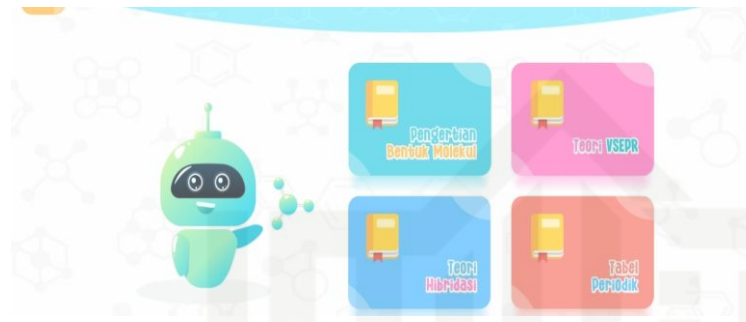 Pengertian
Bentuk Molekul
Teori VSEPR
Teori
Hibridasi
Tabel
Periodik